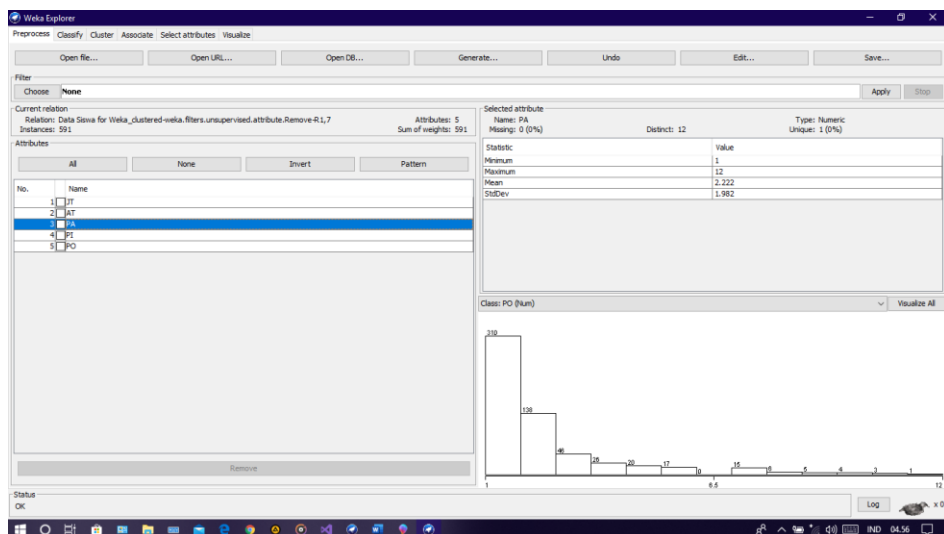 Weka Explorer
Preprocess Classify Cluster Associate Select attributes Visualize
Open file... Open URL... Open DB... Generate... Undo Edit... Save...
Filter
Choose None Apply Stop
Current relation
Relation: Data Siswa for Weka_clustered-weka.filters.unsupervised.attribute.Remove-R1,7 Attributes: 5
Instances: 591 Sum of weights: 591
Attributes
All None Invert Pattern
No. Name
1 JT
2 AT
3 PA
4 PI
5 PO
Remove
Selected attribute
Name: PA Type: Numeric
Missing: 0 (0%) Distinct: 12 Unique: 1 (0%)
Statistic Value
Minimum 1
Maximum 12
Mean 2.222
StdDev 1.982
Class: PO (Num) Visualize All
310
138
46
26
20
17
0
15
6
5
4
3
1
1 6.5 12
Status
OK
Log x 0
IND 04.56